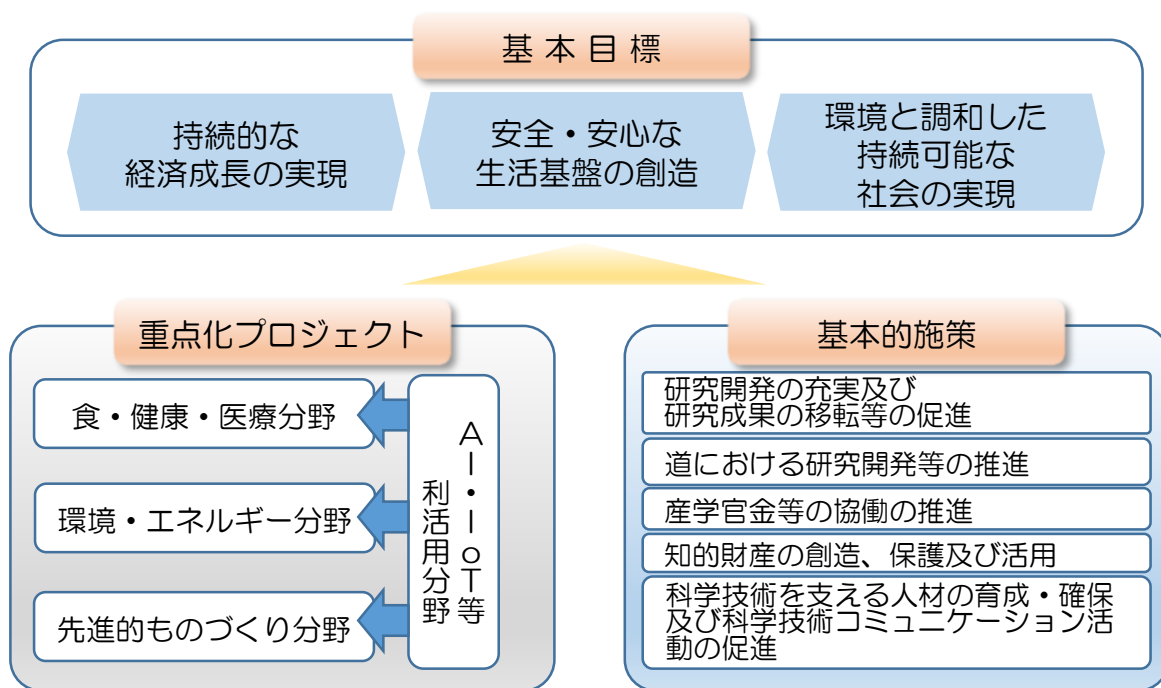 基本目標
持続的な
経済成長の実現
安全・安心な
生活基盤の創造
環境と調和した
持続可能な
社会の実現
重点化プロジェクト
食・健康・医療分野
環境・エネルギー分野
先進的ものづくり分野
AI・IoT等
利活用分野
基本的施策
研究開発の充実及び
研究成果の移転等の促進
道における研究開発等の推進
産学官金等の協働の推進
知的財産の創造、保護及び活用
科学技術を支える人材の育成・確保
及び科学技術コミュニケーション活
動の促進